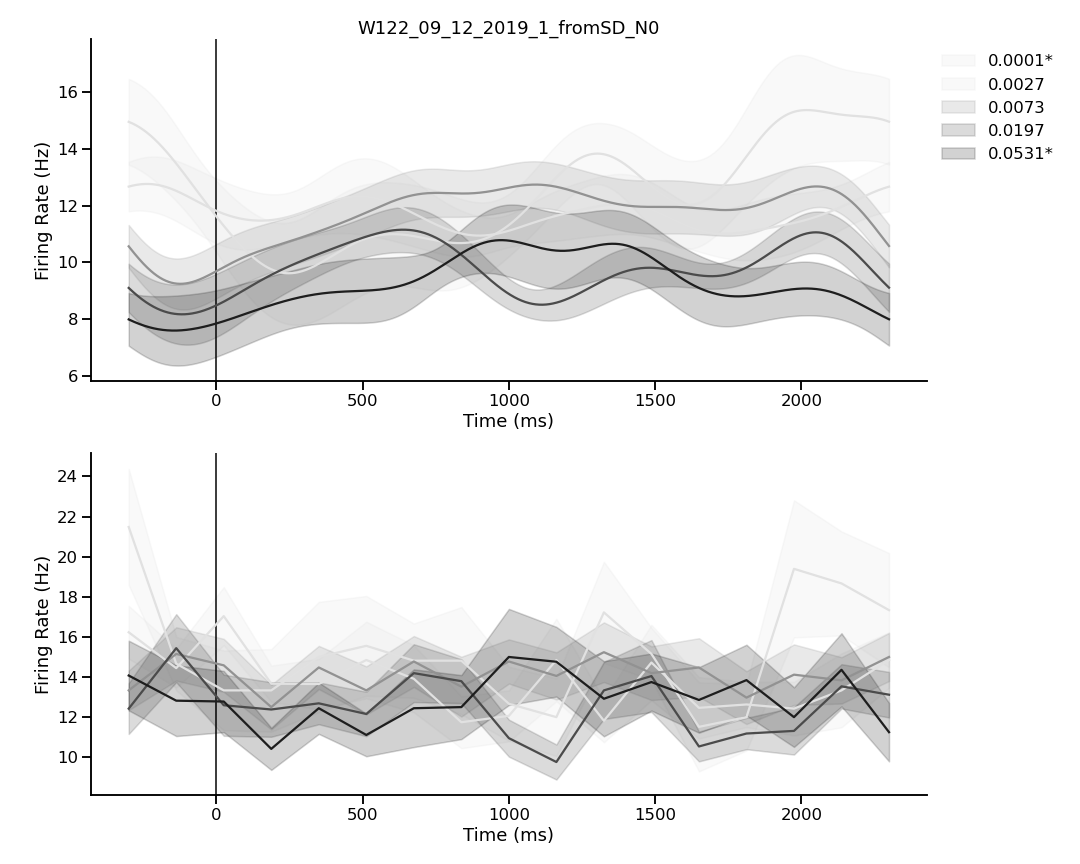 W122_09_12_2019_1_fromSD_N0
0.0001*
0.0027
0.0073
0.0197
0.0531*
Firing Rate (Hz)
16
14
12
10
8
6
0 500 1000 1500 2000
Time (ms)
Firing Rate (Hz)
24
22
20
18
16
14
12
10
0 500 1000 1500 2000
Time (ms)